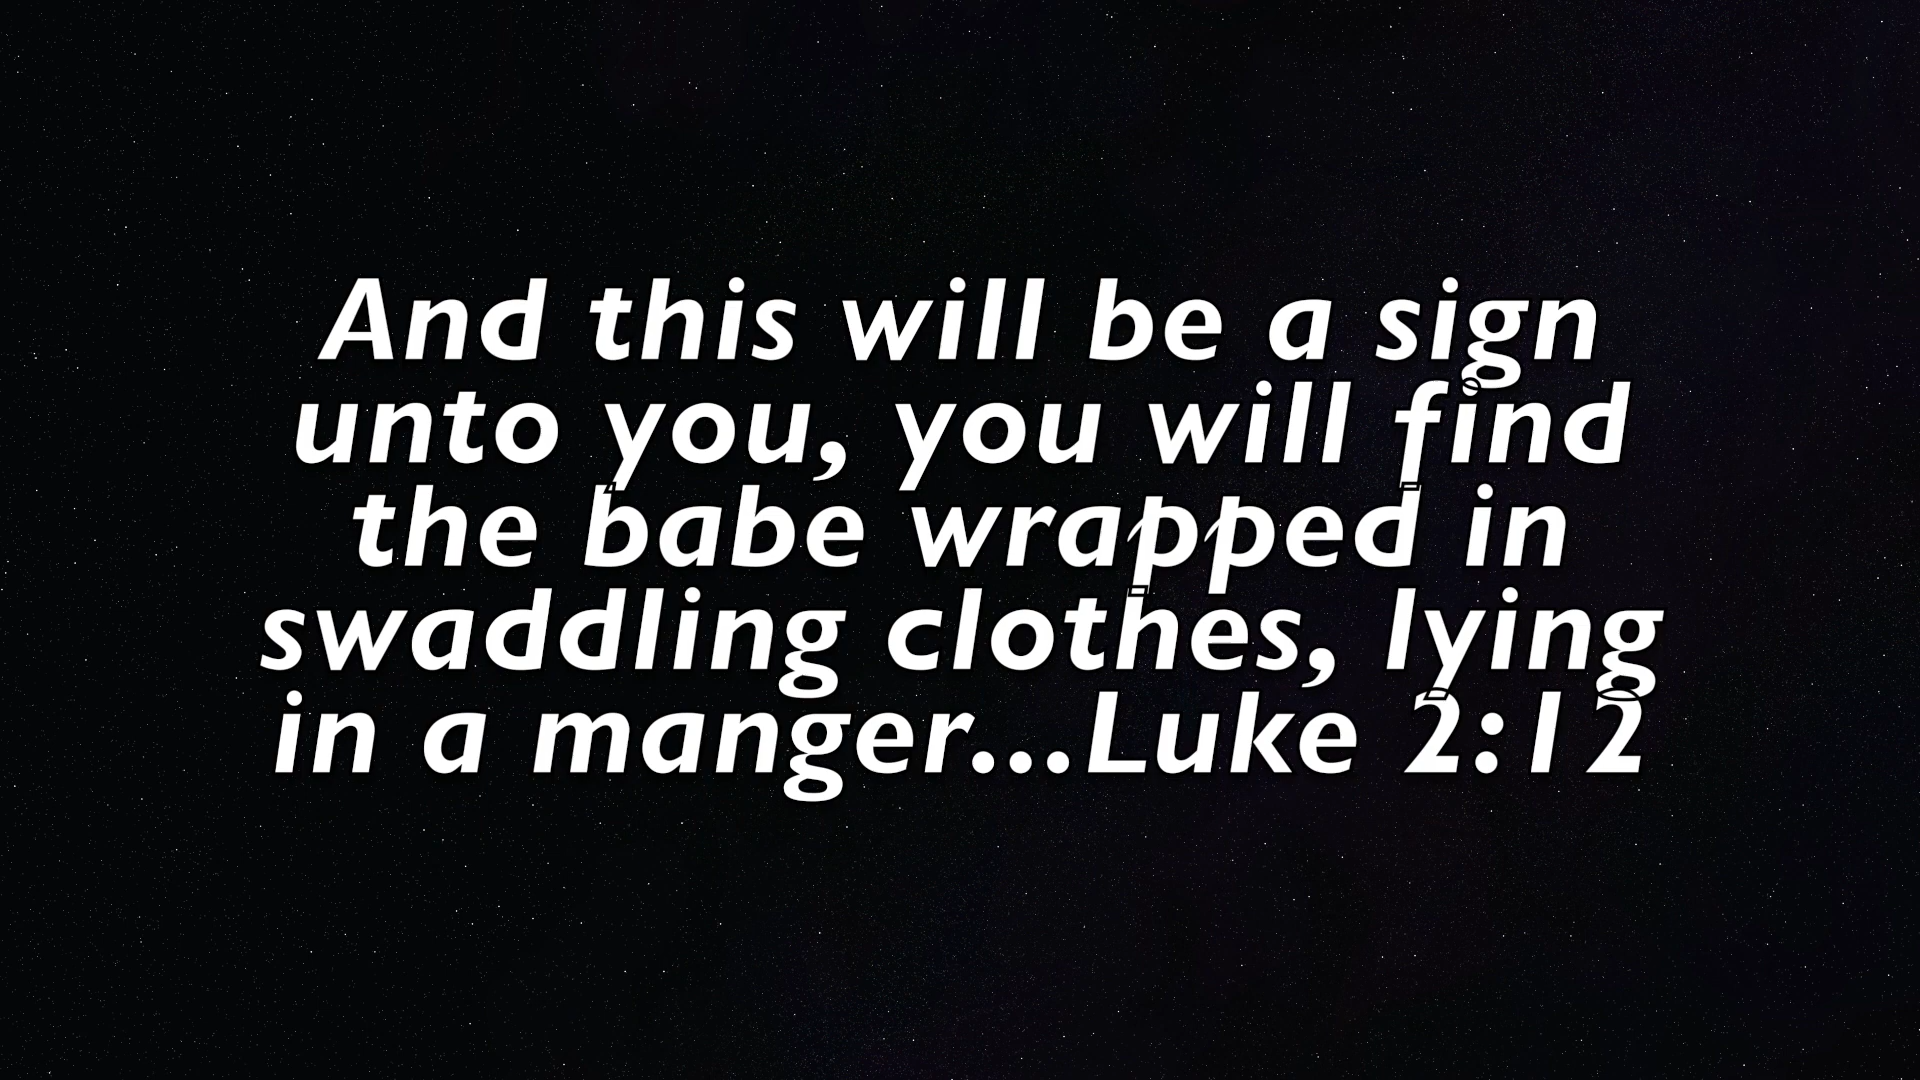 And this will be a sign
unto you, you will find
the babe wrapped in
swaddling clothes, lying
in a manger...Luke 2:12